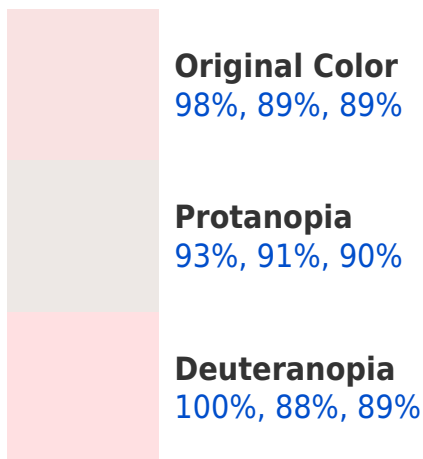 Original Color
98%, 89%, 89%
Protanopia
93%, 91%, 90%
Deuteranopia
100%, 88%, 89%